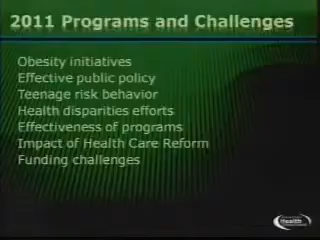 2011 Programs and Challenges
Obesity initiatives
Effective public policy
Teenage risk behavior
Health disparities efforts
Effectiveness of programs
Impact of Health Care Reform
Funding challenges
Health